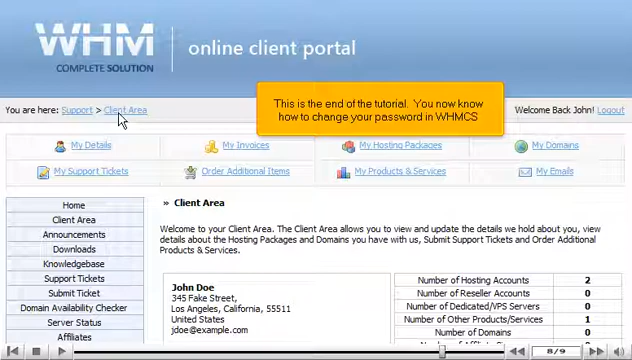 WHM
COMPLETE SOLUTION
online client portal
You are here: Support > Client Area
This is the end of the tutorial. You now know
how to change your password in WHMCS
Welcome Back John! Logout
My Details
My Invoices
My Hosting Packages
My Domains
My Support Tickets
Order Additional Items
My Products & Services
My Emails
Home
Client Area
Announcements
Downloads
Knowledgebase
Support Tickets
Submit Ticket
Domain Availability Checker
Server Status
Affiliates
» Client Area
Welcome to your Client Area. The Client Area allows you to view and update the details we hold about you, view
details about the Hosting Packages and Domains you have with us, Submit Support Tickets and Order Additional
Products & Services.
John Doe
345 Fake Street,
Los Angeles, California, 55511
United States
jdoe@example.com
Number of Hosting Accounts 2
Number of Reseller Accounts 0
Number of Dedicated/VPS Servers 0
Number of Other Products/Services 1
Number of Domains 0
8/9